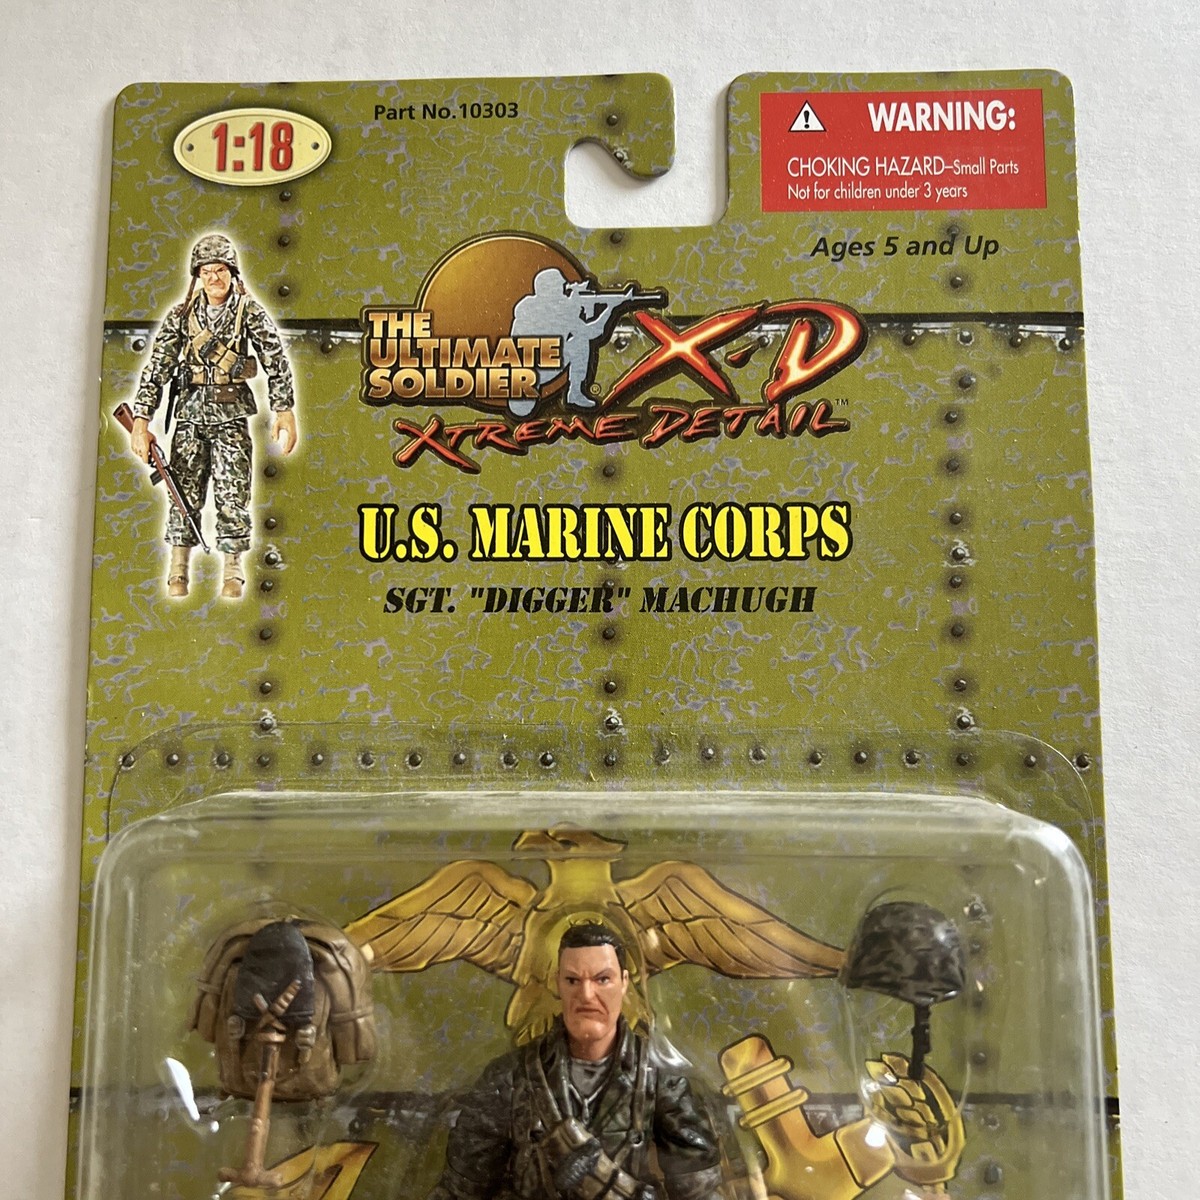 Part No.10303
1:18
WARNING:
CHOKING HAZARD–Small Parts
Not for children under 3 years
Ages 5 and Up
THE
ULTIMATE
SOLDIER®
X-D
XTREME DETAIL™
U.S. MARINE CORPS
SGT. "DIGGER" MACHUGH